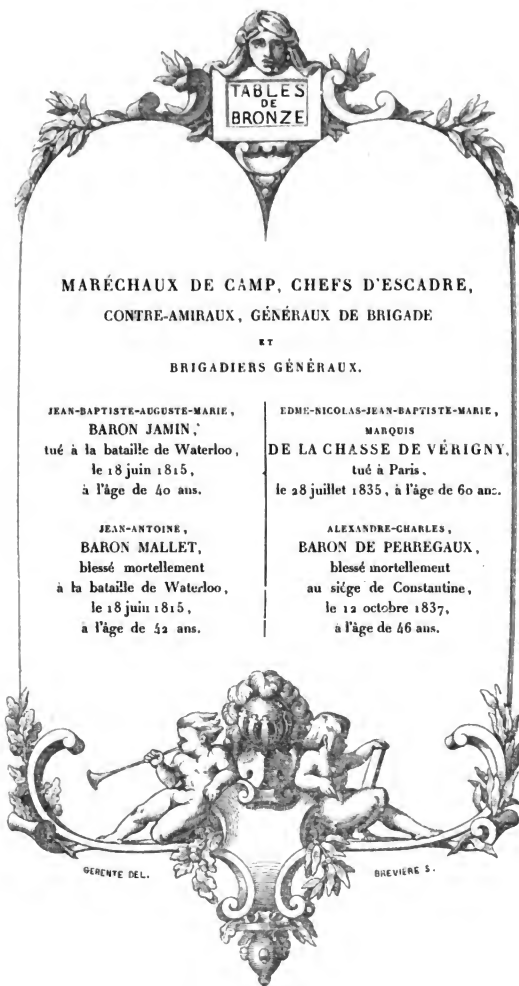 TABLES
DE
BRONZE
MARÉCHAUX DE CAMP, CHEFS D'ESCADRE,
CONTRE-AMIRAUX, GÉNÉRAUX DE BRIGADE
ET
BRIGADIERS GÉNÉRAUX.
JEAN-BAPTISTE-AUGUSTE-MARIE,
BARON JAMIN,
tué à la bataille de Waterloo,
le 18 juin 1815,
à l'âge de 40 ans.
JEAN-ANTOINE,
BARON MALLET,
blessé mortellement
à la bataille de Waterloo,
le 18 juin 1815,
à l'âge de 42 ans.
EDME-NICOLAS-JEAN-BAPTISTE-MARIE,
MARQUIS
DE LA CHASSE DE VÉRIGNY,
tué à Paris,
le 28 juillet 1835, à l'âge de 60 ans.
ALEXANDRE-CHARLES,
BARON DE PERREGAUX,
blessé mortellement
au siége de Constantine,
le 12 octobre 1837,
à l'âge de 46 ans.
GERENTE DEL.
BREVIÈRE S.